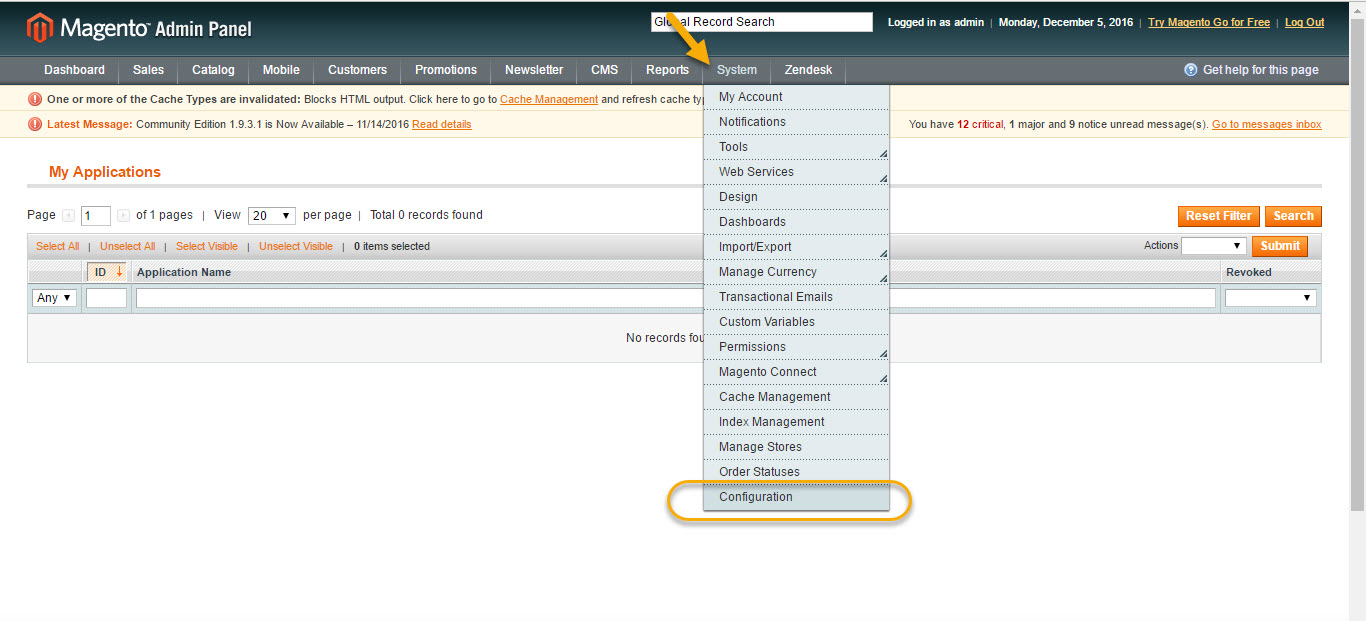 Magento™ Admin Panel
Global Record Search
Logged in as admin | Monday, December 5, 2016 | Try Magento Go for Free | Log Out
Dashboard Sales Catalog Mobile Customers Promotions Newsletter CMS Reports System Zendesk
Get help for this page
One or more of the Cache Types are invalidated: Blocks HTML output. Click here to go to Cache Management and refresh cache
Latest Message: Community Edition 1.9.3.1 is Now Available – 11/14/2016 Read details
You have 12 critical, 1 major and 9 notice unread message(s). Go to messages inbox
My Account
Notifications
Tools
Web Services
Design
Dashboards
Import/Export
Manage Currency
Transactional Emails
Custom Variables
Permissions
Magento Connect
Cache Management
Index Management
Manage Stores
Order Statuses
Configuration
My Applications
Page 1 of 1 pages | View 20 per page | Total 0 records found
Reset Filter Search
Select All | Unselect All | Select Visible | Unselect Visible | 0 items selected
Actions Submit
ID Application Name Revoked
Any
No records